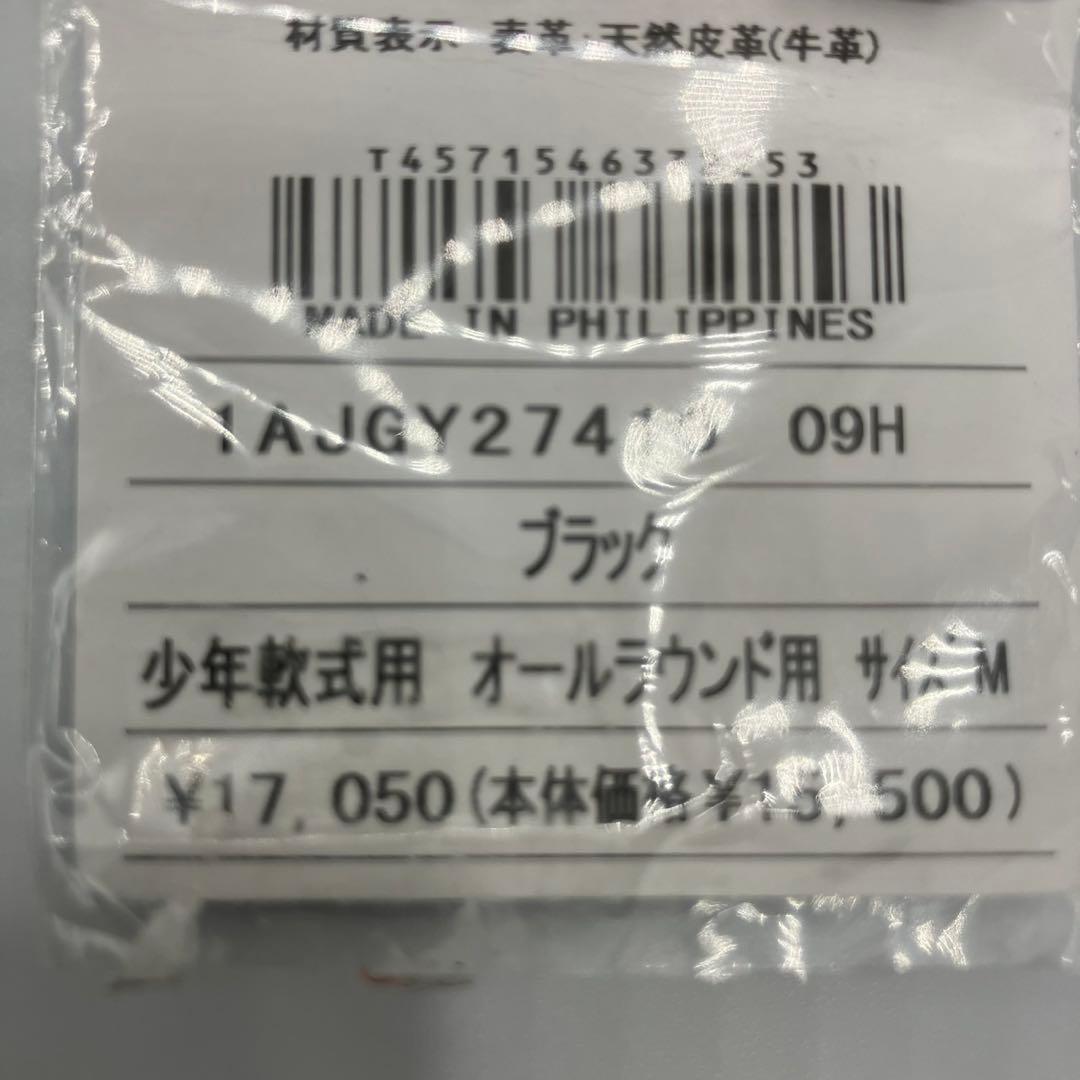 材質表示 表革:天然皮革(牛革)
MADE IN PHILIPPINES
09H
ブラック
少年軟式用 オールラウンド用 サイズ M
¥17,050(本体価格¥15,500)